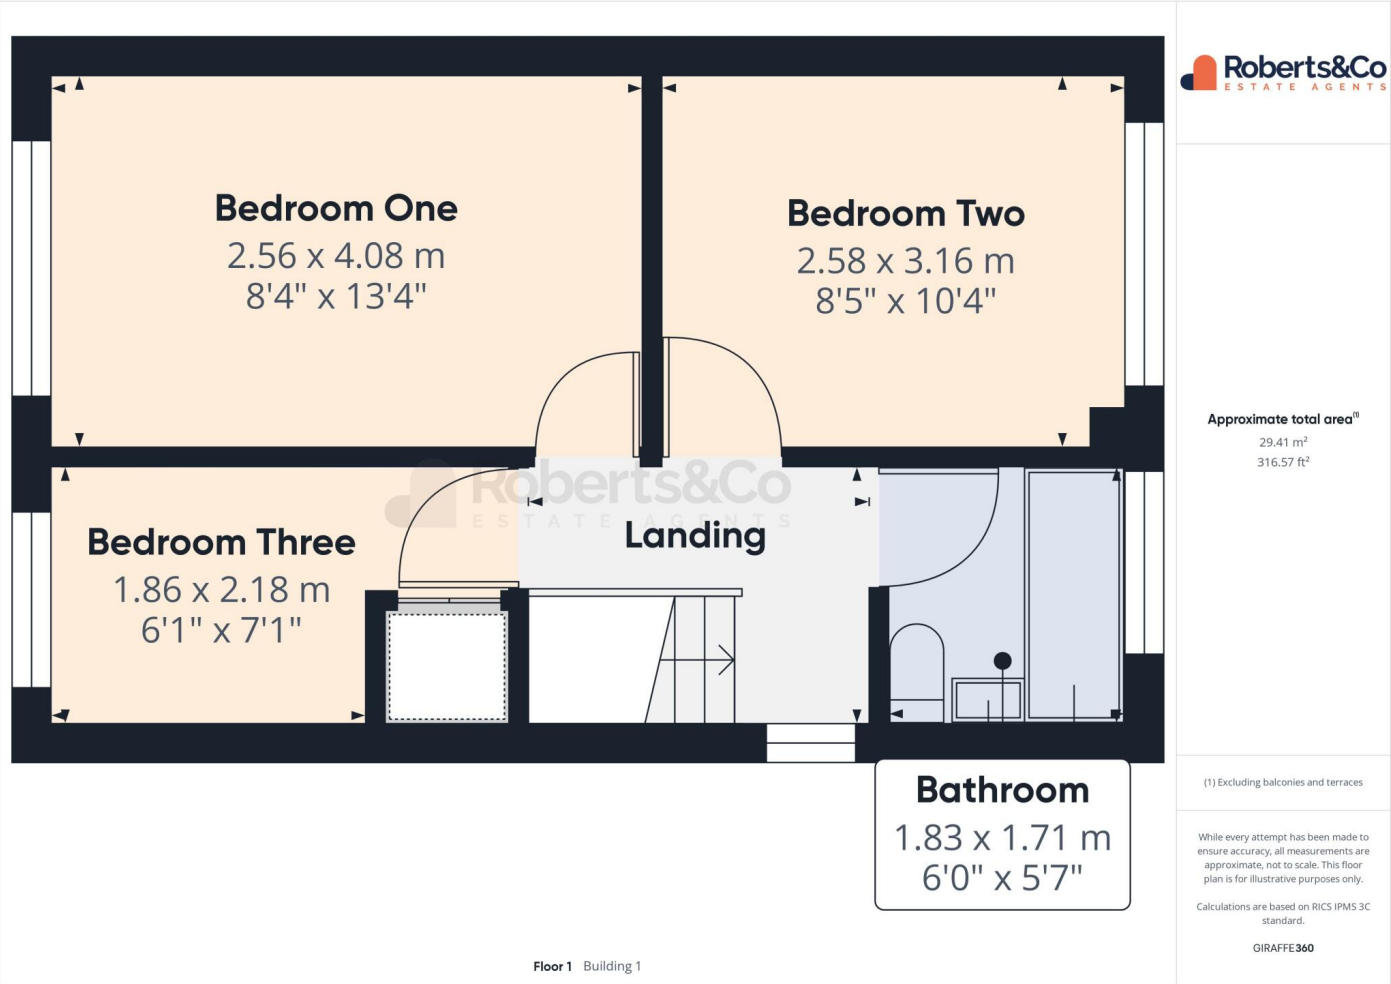 Bedroom One
2.56 x 4.08 m
8'4" x 13'4"
Bedroom Two
2.58 x 3.16 m
8'5" x 10'4"
Roberts&Co
ESTATE AGENTS
Landing
Bedroom Three
1.86 x 2.18 m
6'1" x 7'1"
Bathroom
1.83 x 1.71 m
6'0" x 5'7"
Floor 1 Building 1
Roberts&Co
ESTATE AGENTS
Approximate total area(1)
29.41 m²
316.57 ft²
(1) Excluding balconies and terraces
While every attempt has been made to
ensure accuracy, all measurements are
approximate, not to scale. This floor
plan is for illustrative purposes only.
Calculations are based on RICS IPMS 3C
standard.
GIRAFFE360